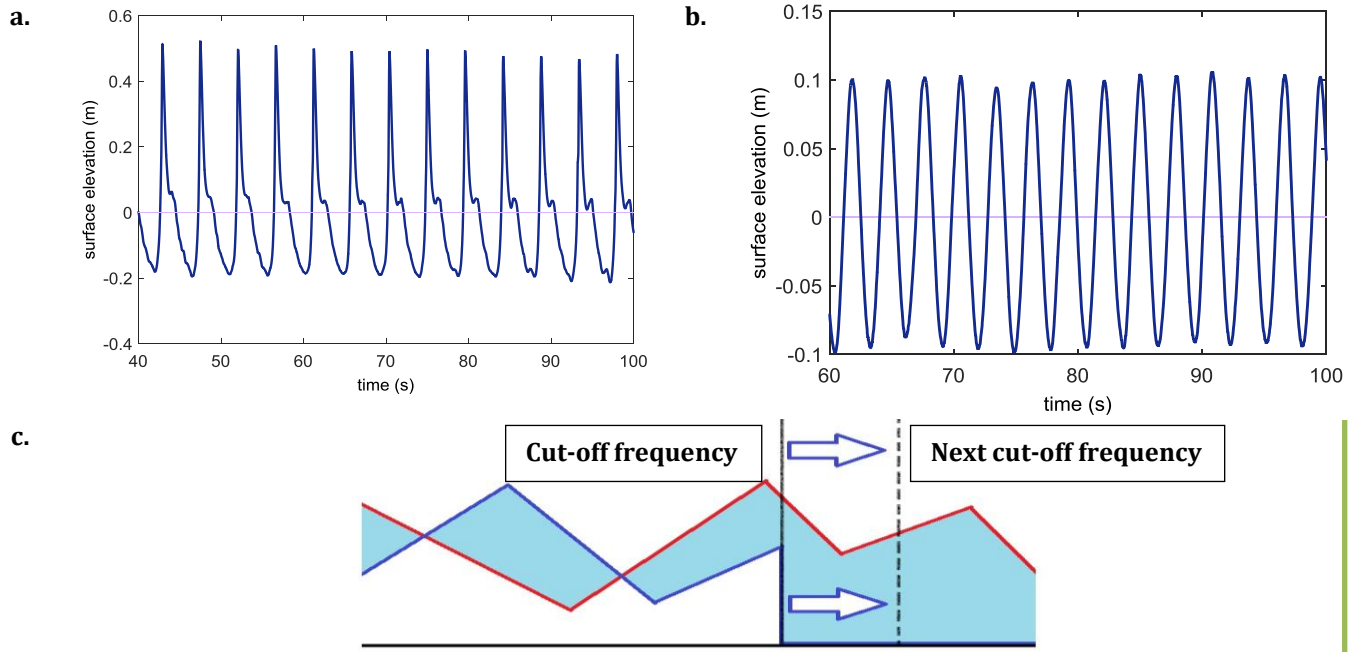 a.
0.6
0.4
0.2
0
-0.2
-0.4
surface elevation (m)
40 50 60 70 80 90 100
time (s)
b.
0.15
0.1
0.05
0
-0.05
-0.1
surface elevation (m)
60 70 80 90 100
time (s)
c.
Cut-off frequency
Next cut-off frequency